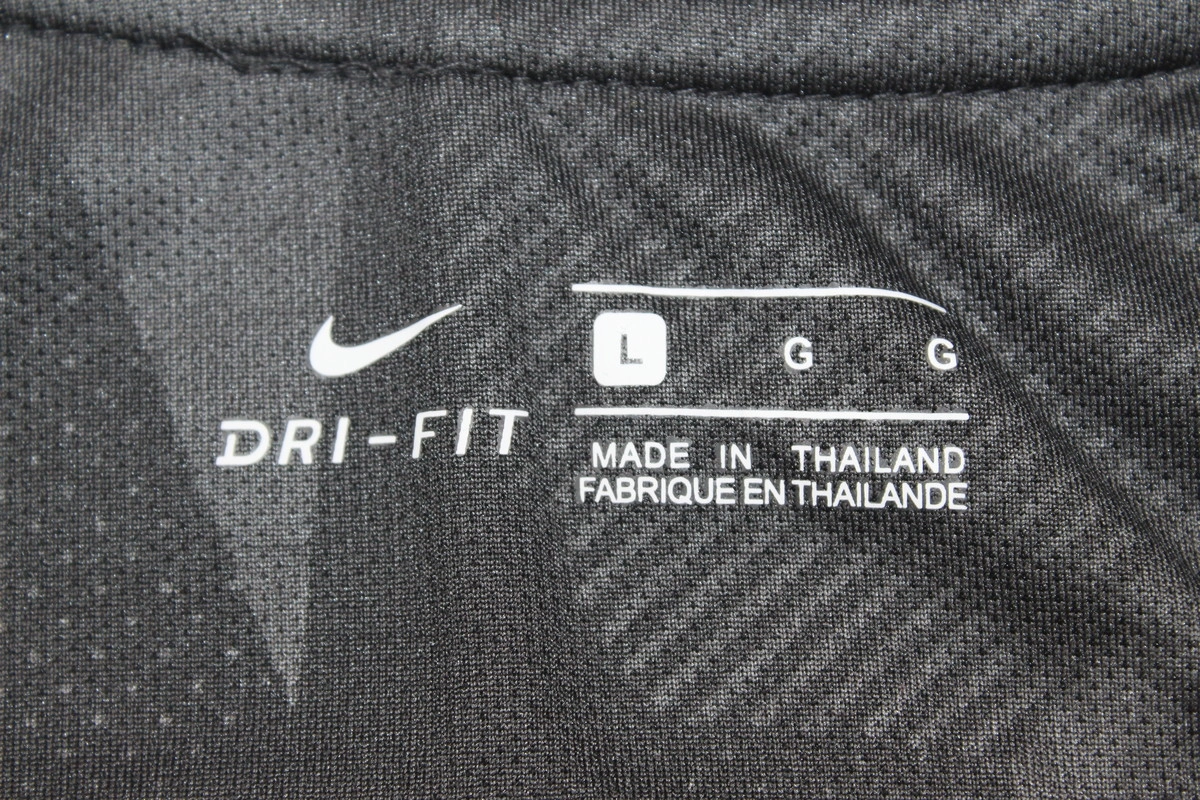 DRI-FIT
L G G
MADE IN THAILAND
FABRIQUE EN THAILANDE